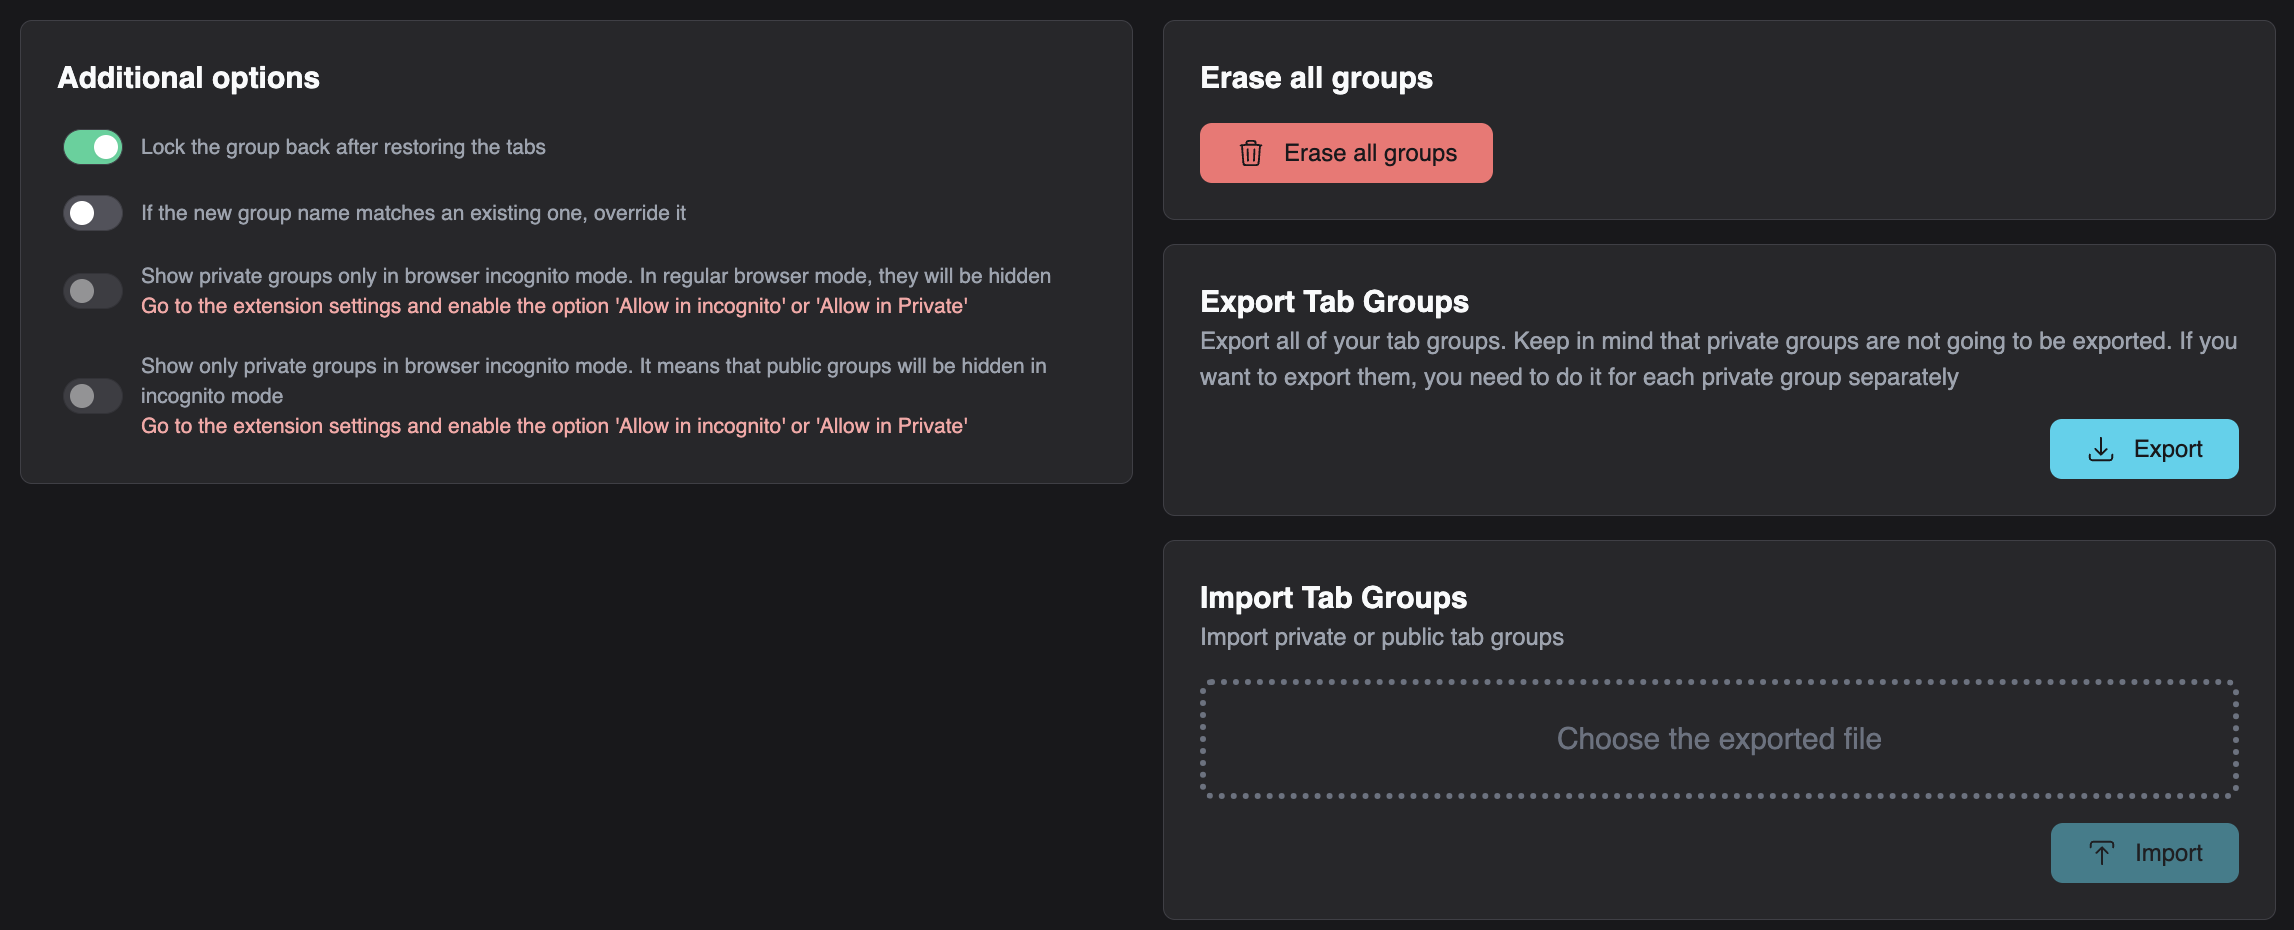 Additional options
Lock the group back after restoring the tabs
If the new group name matches an existing one, override it
Show private groups only in browser incognito mode. In regular browser mode, they will be hidden
Go to the extension settings and enable the option 'Allow in incognito' or 'Allow in Private'
Show only private groups in browser incognito mode. It means that public groups will be hidden in
incognito mode
Go to the extension settings and enable the option 'Allow in incognito' or 'Allow in Private'
Erase all groups
Erase all groups
Export Tab Groups
Export all of your tab groups. Keep in mind that private groups are not going to be exported. If you
want to export them, you need to do it for each private group separately
Export
Import Tab Groups
Import private or public tab groups
Choose the exported file
Import